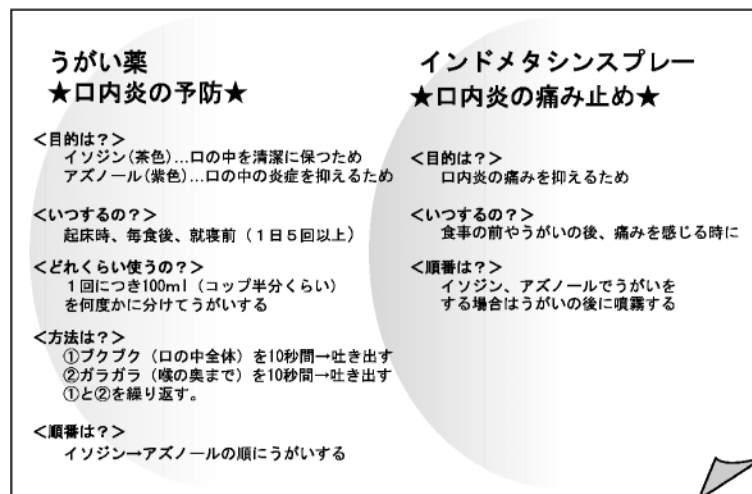 うがい薬
★口内炎の予防★
<目的は？>
イソジン(茶色)…口の中を清潔に保つため
アズノール(紫色)…口の中の炎症を抑えるため
<いつするの？>
起床時、毎食後、就寝前（１日５回以上）
<どれくらい使うの？>
１回につき100ml（コップ半分くらい）
を何度かに分けてうがいする
<方法は？>
①ブクブク（口の中全体）を10秒間→吐き出す
②ガラガラ（喉の奥まで）を10秒間→吐き出す
①と②を繰り返す。
<順番は？>
イソジン→アズノールの順にうがいする
インドメタシンスプレー
★口内炎の痛み止め★
<目的は？>
口内炎の痛みを抑えるため
<いつするの？>
食事の前やうがいの後、痛みを感じる時に
<順番は？>
イソジン、アズノールでうがいを
する場合はうがいの後に噴霧する